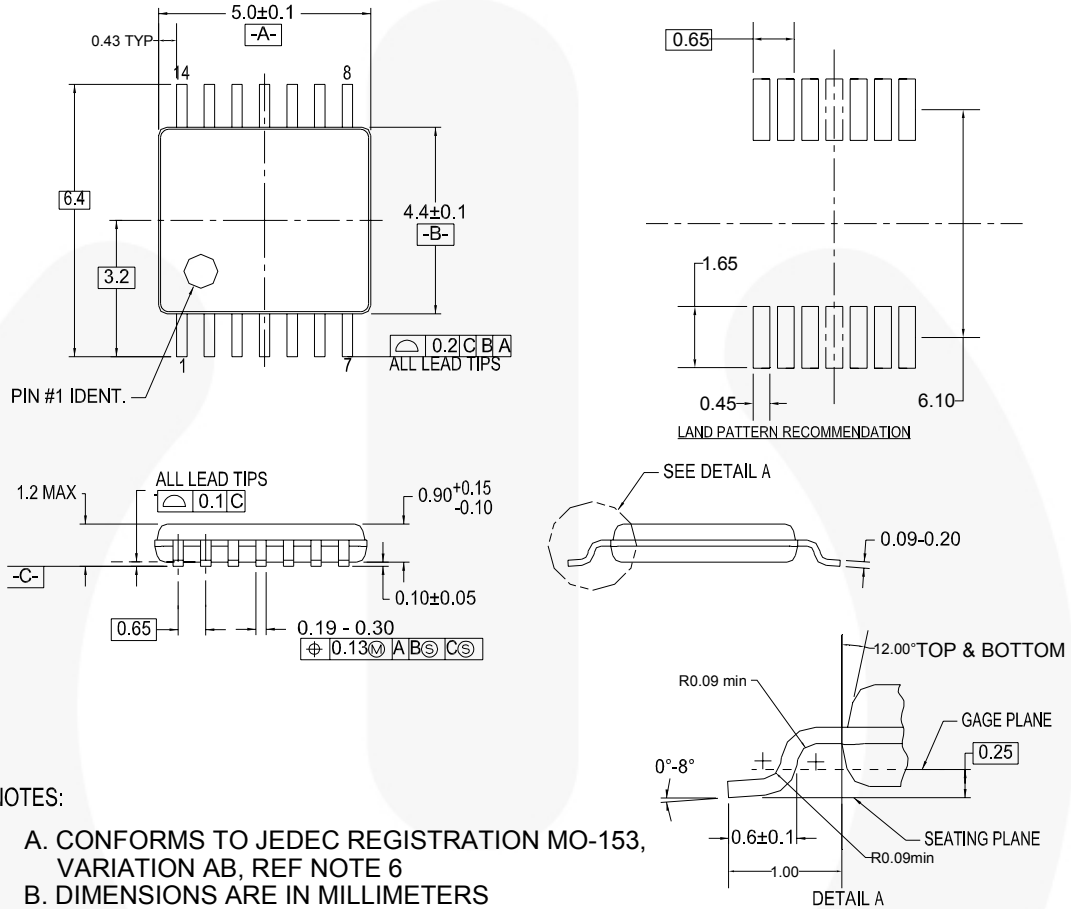 5.0±0.1
-A-
0.43 TYP
14
8
6.4
3.2
4.4±0.1
-B-
1
7
0.2 C B A
ALL LEAD TIPS
PIN #1 IDENT.
0.65
1.65
0.45
6.10
LAND PATTERN RECOMMENDATION
1.2 MAX
ALL LEAD TIPS
0.1 C
0.90 +0.15 -0.10
-C-
0.10±0.05
0.65
0.19 - 0.30
0.13Ⓜ A BⓈ CⓈ
SEE DETAIL A
0.09-0.20
12.00° TOP & BOTTOM
R0.09 min
GAGE PLANE
0.25
0°-8°
0.6±0.1
SEATING PLANE
R0.09min
1.00
DETAIL A
NOTES:
A. CONFORMS TO JEDEC REGISTRATION MO-153,
VARIATION AB, REF NOTE 6
B. DIMENSIONS ARE IN MILLIMETERS